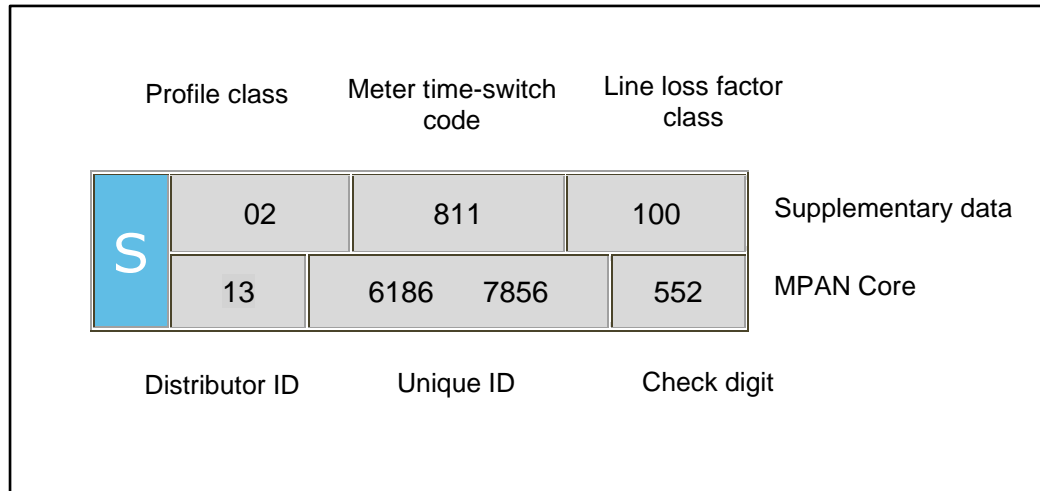 Profile class Meter time-switch code Line loss factor class
S
02 811 100 Supplementary data
13 6186 7856 552 MPAN Core
Distributor ID Unique ID Check digit